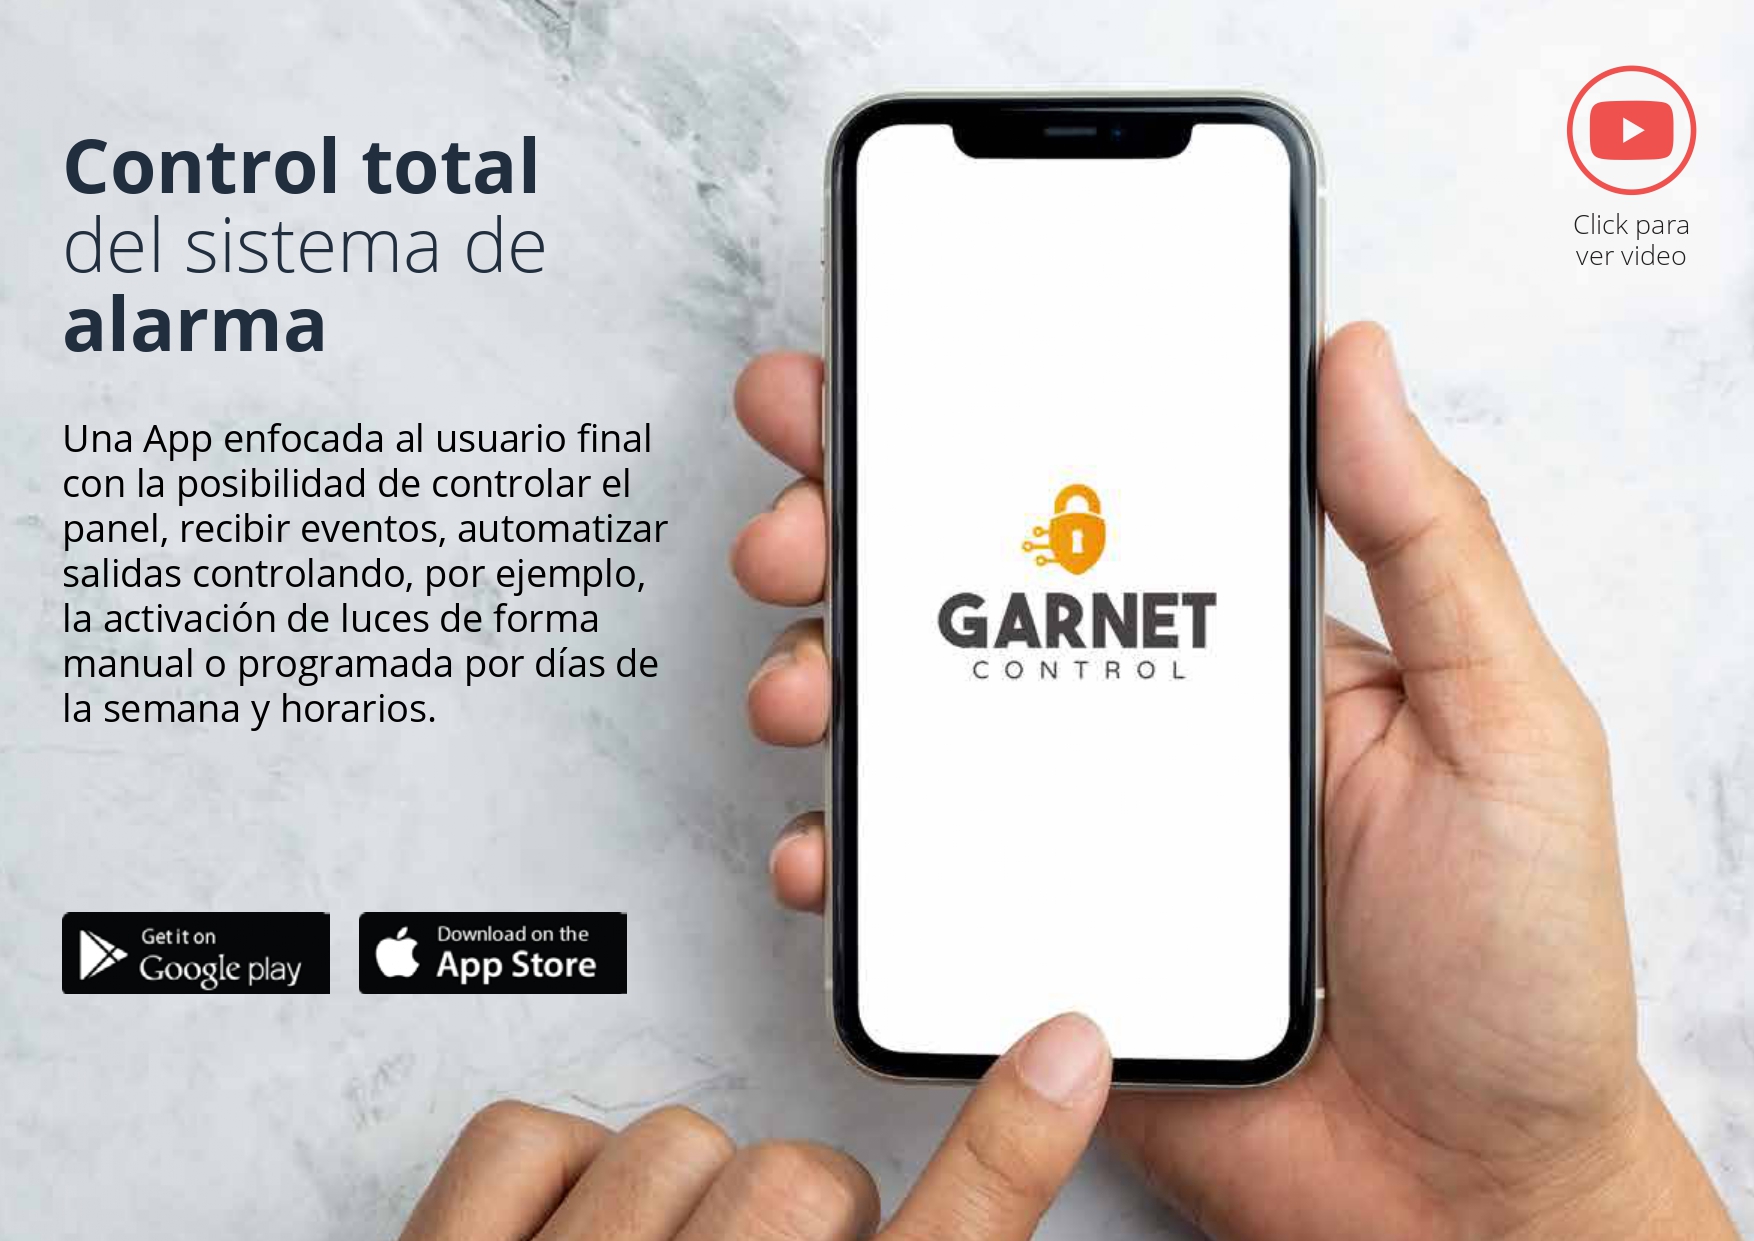 Control total
del sistema de
alarma
Una App enfocada al usuario final
con la posibilidad de controlar el
panel, recibir eventos, automatizar
salidas controlando, por ejemplo,
la activación de luces de forma
manual o programada por días de
la semana y horarios.
Get it on
Google play
Download on the
App Store
GARNET
CONTROL
Click para
ver video